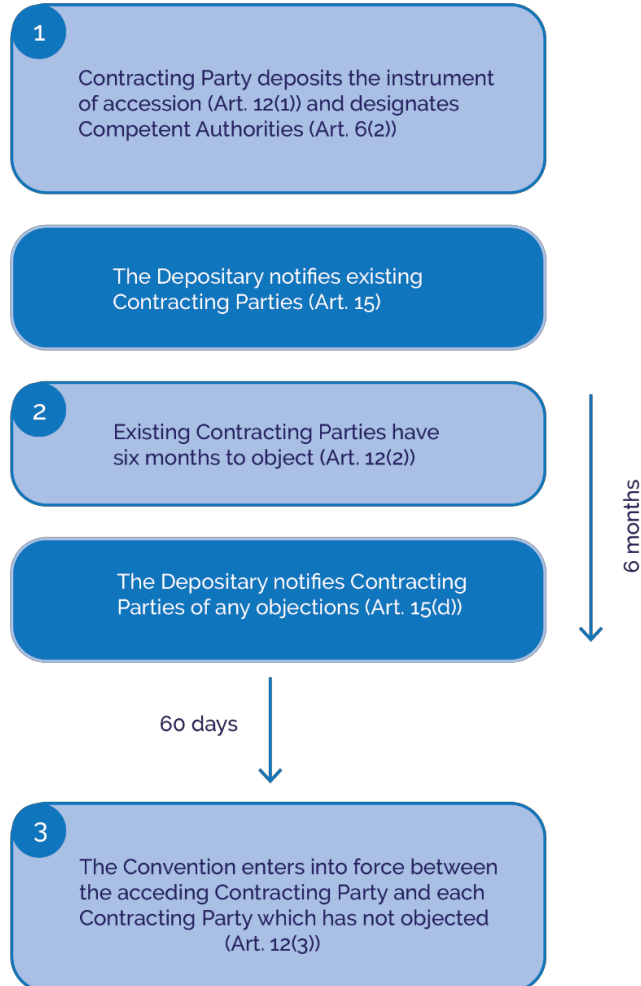 1
Contracting Party deposits the instrument
of accession (Art. 12(1)) and designates
Competent Authorities (Art. 6(2))
The Depositary notifies existing
Contracting Parties (Art. 15)
2
Existing Contracting Parties have
six months to object (Art. 12(2))
The Depositary notifies Contracting
Parties of any objections (Art. 15(d))
6 months
60 days
3
The Convention enters into force between
the acceding Contracting Party and each
Contracting Party which has not objected
(Art. 12(3))